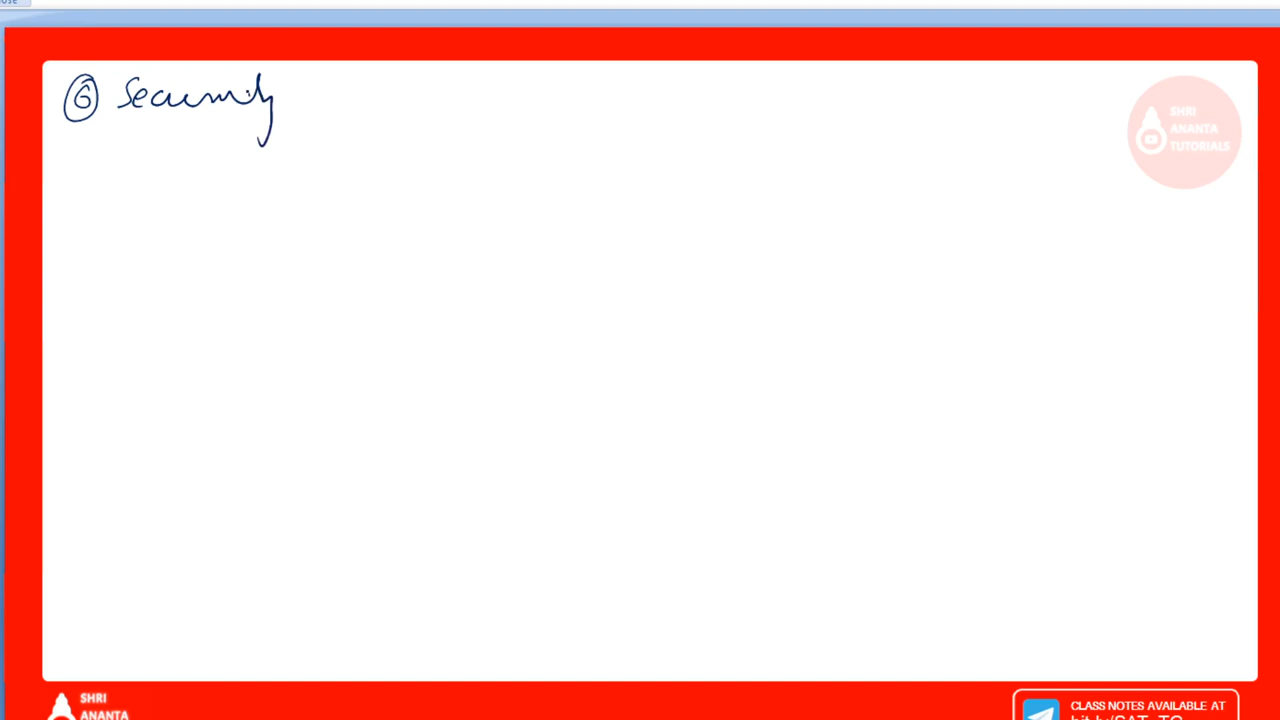 ⑥ Security
SHRI
ANANTA
TUTORIALS
SHRI
ANANTA
CLASS NOTES AVAILABLE AT